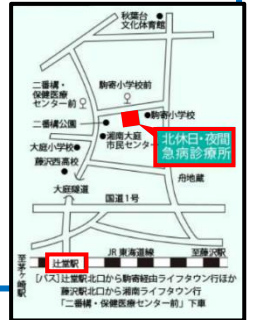 秋葉台
文化体育館
二番構・
保健医療
センター前
駒寄小学校前
駒寄小学校
二番構公園
湘南大庭
市民センター
北休日・夜間
急病診療所
大庭小学校
藤沢西高校
舟地蔵
大庭隧道
国道1号
至茅ヶ崎駅
辻堂駅
JR東海道線
至藤沢駅
［バス］辻堂駅北口から駒寄経由ライフタウン行ほか
藤沢駅北口から湘南ライフタウン行
「二番構・保健医療センター前」下車